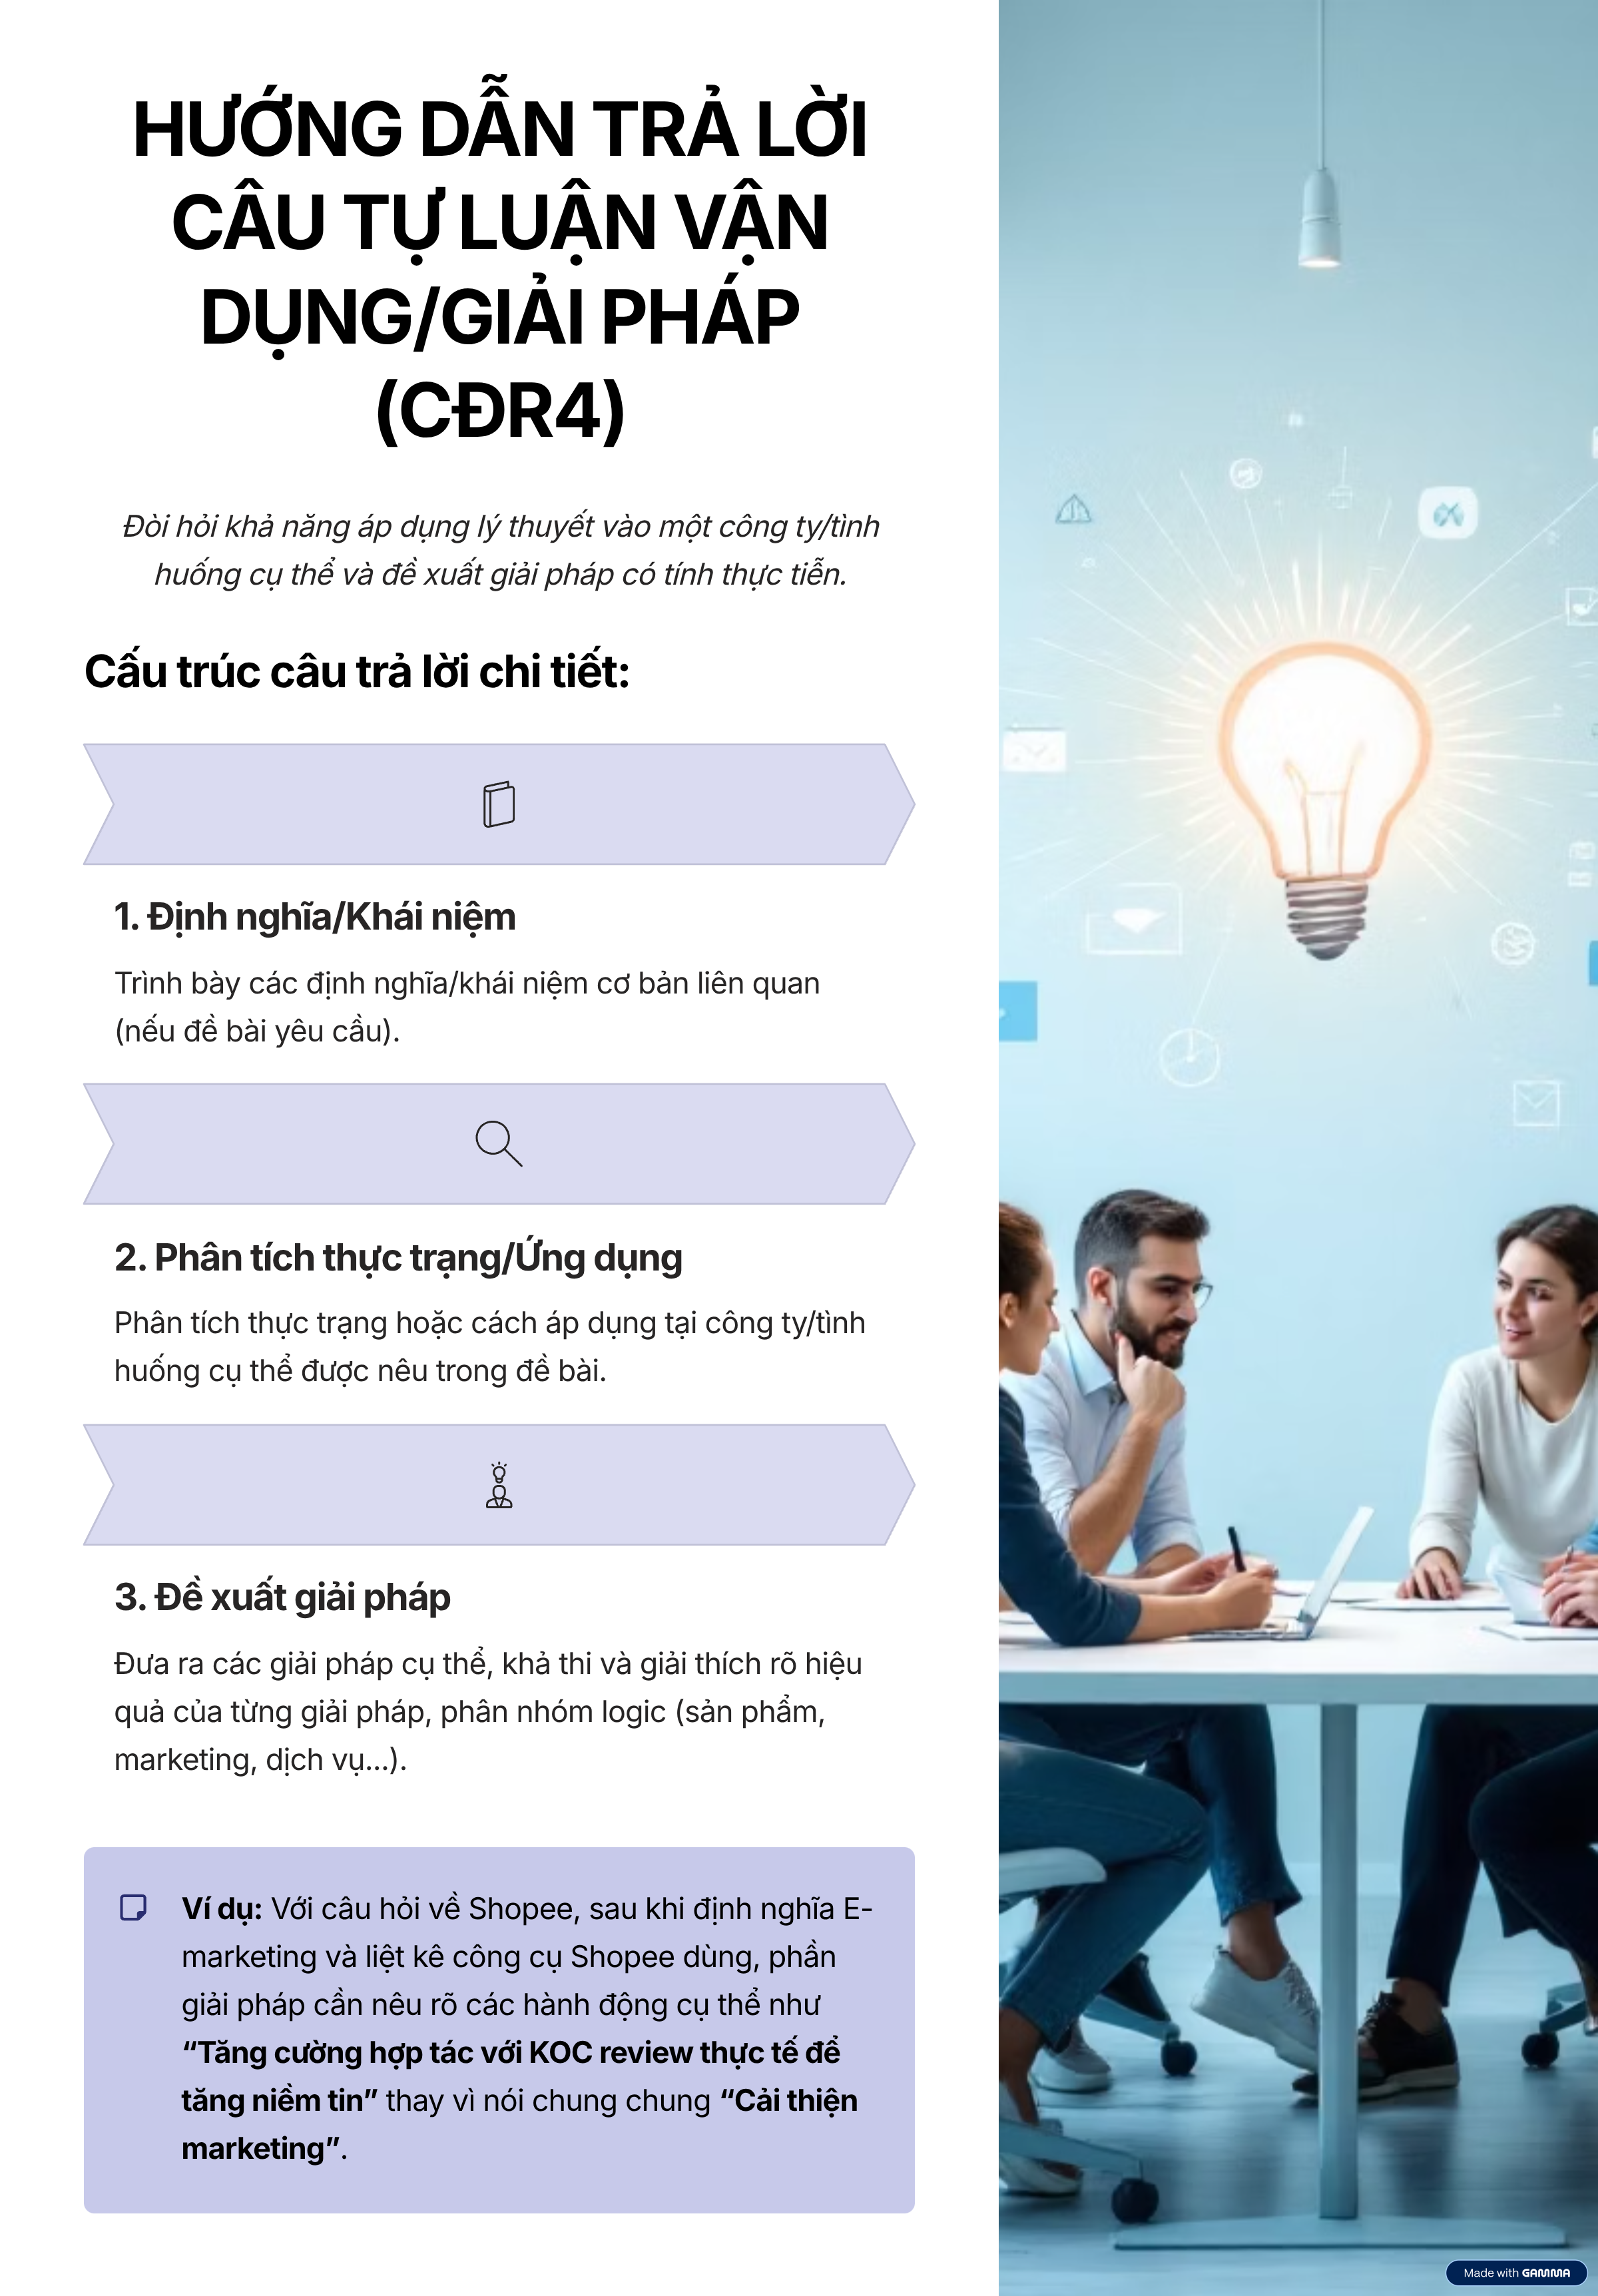 HƯỚNG DẪN TRẢ LỜI
CÂU TỰ LUẬN VẬN
DỤNG/GIẢI PHÁP
(CĐR4)
Đòi hỏi khả năng áp dụng lý thuyết vào một công ty/tình
huống cụ thể và đề xuất giải pháp có tính thực tiễn.
Cấu trúc câu trả lời chi tiết:
1. Định nghĩa/Khái niệm
Trình bày các định nghĩa/khái niệm cơ bản liên quan
(nếu đề bài yêu cầu).
2. Phân tích thực trạng/Ứng dụng
Phân tích thực trạng hoặc cách áp dụng tại công ty/tình
huống cụ thể được nêu trong đề bài.
3. Đề xuất giải pháp
Đưa ra các giải pháp cụ thể, khả thi và giải thích rõ hiệu
quả của từng giải pháp, phân nhóm logic (sản phẩm,
marketing, dịch vụ...).
Ví dụ: Với câu hỏi về Shopee, sau khi định nghĩa E-
marketing và liệt kê công cụ Shopee dùng, phần
giải pháp cần nêu rõ các hành động cụ thể như
“Tăng cường hợp tác với KOC review thực tế để
tăng niềm tin” thay vì nói chung chung “Cải thiện
marketing”.
Made with GAMMA